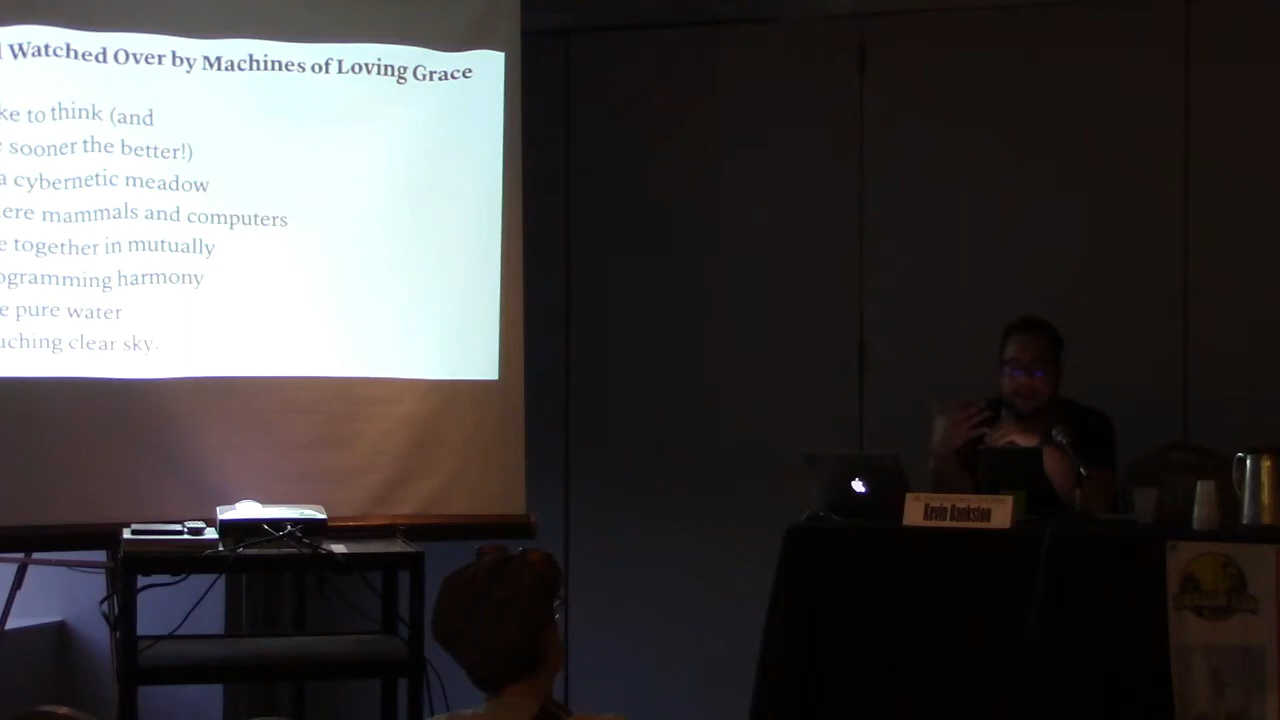 Watched Over by Machines of Loving Grace
ke to think (and
sooner the better!)
a cybernetic meadow
ere mammals and computers
e together in mutually
ogramming harmony
e pure water
uching clear sky.
Kevin Bankston